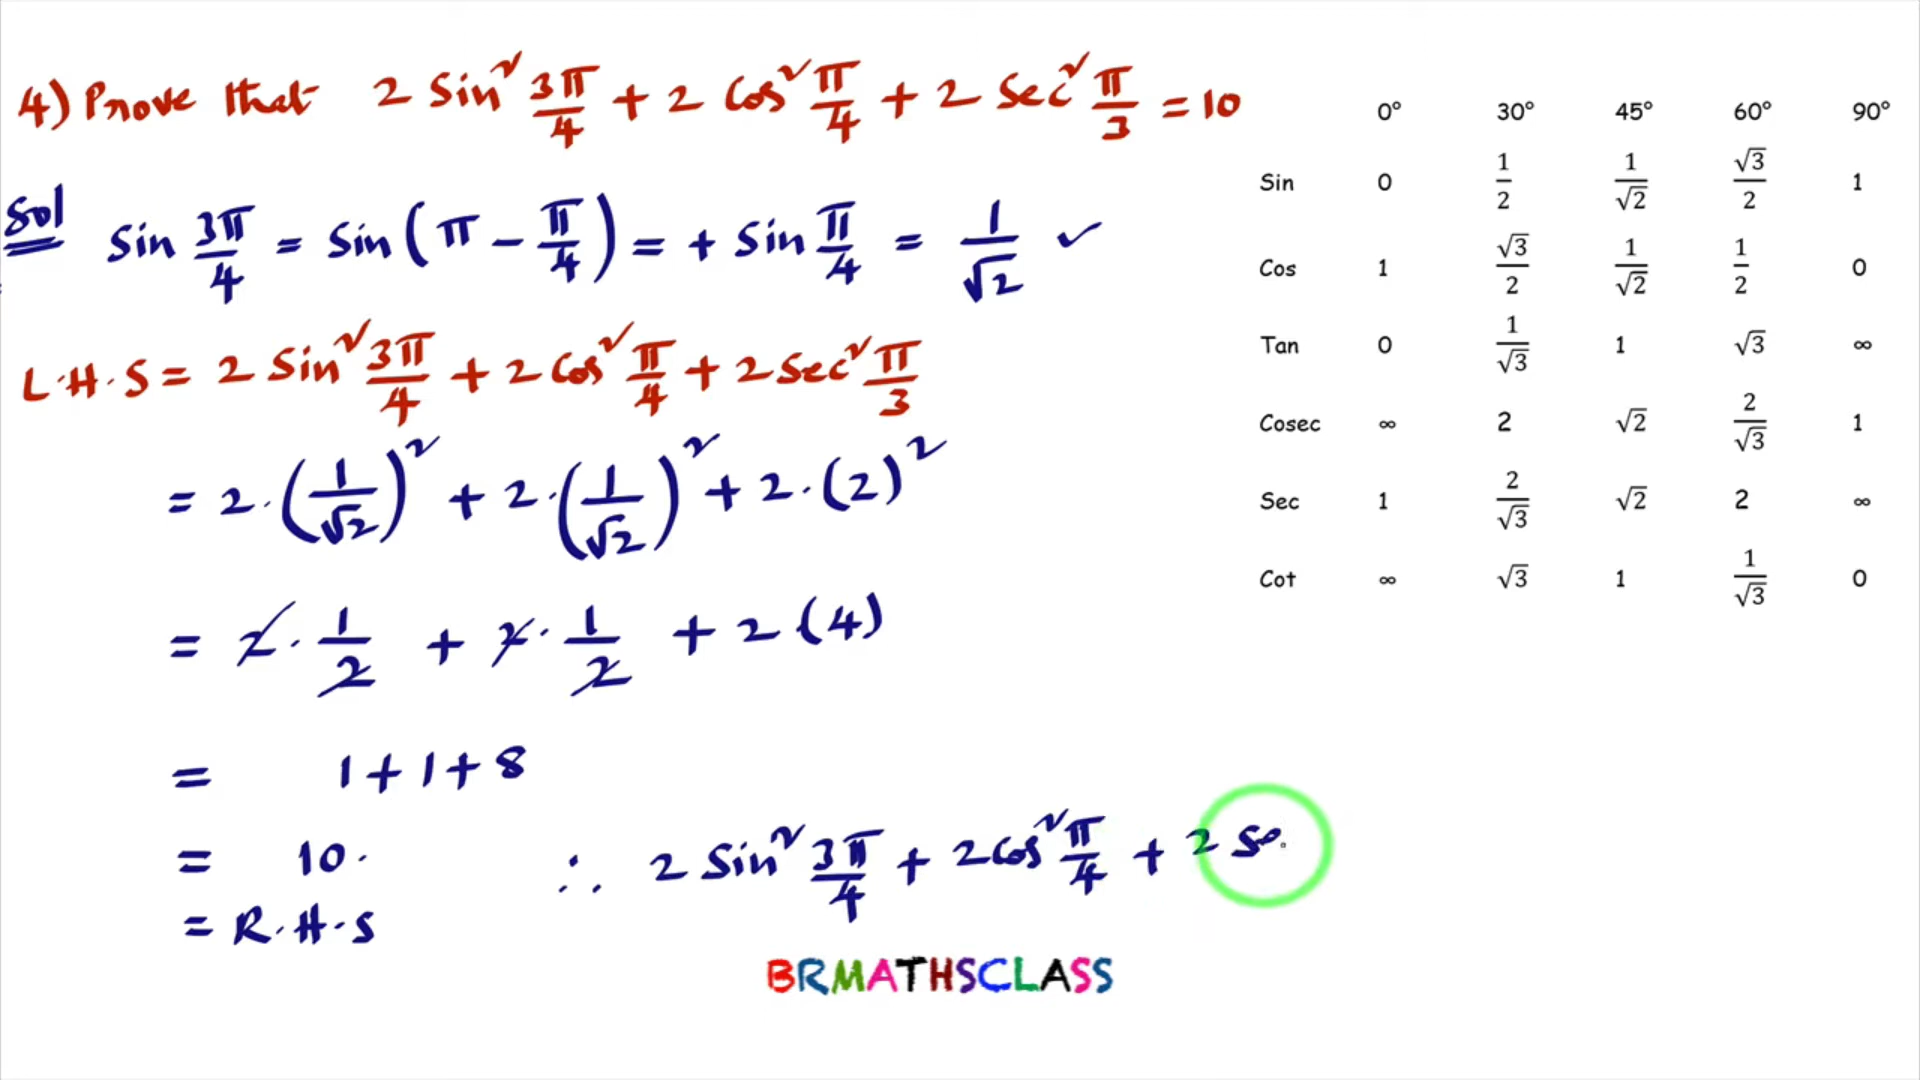 4) Prove that 2 Sin² 3π/4 + 2 Cos² π/4 + 2 Sec² π/3 = 10
Sol Sin 3π/4 = Sin(π - π/4) = + Sin π/4 = 1/√2 ✓
L.H.S = 2 Sin² 3π/4 + 2 Cos² π/4 + 2 Sec² π/3
= 2·(1/√2)² + 2·(1/√2)² + 2·(2)²
= 2·1/2 + 2·1/2 + 2(4)
= 1+1+8
= 10.
= R.H.S
∴ 2 Sin² 3π/4 + 2 Cos² π/4 + 2 Se
BRMATHSCLASS
0° 30° 45° 60° 90°
Sin 0 1/2 1/√2 √3/2 1
Cos 1 √3/2 1/√2 1/2 0
Tan 0 1/√3 1 √3 ∞
Cosec ∞ 2 √2 2/√3 1
Sec 1 2/√3 √2 2 ∞
Cot ∞ √3 1 1/√3 0